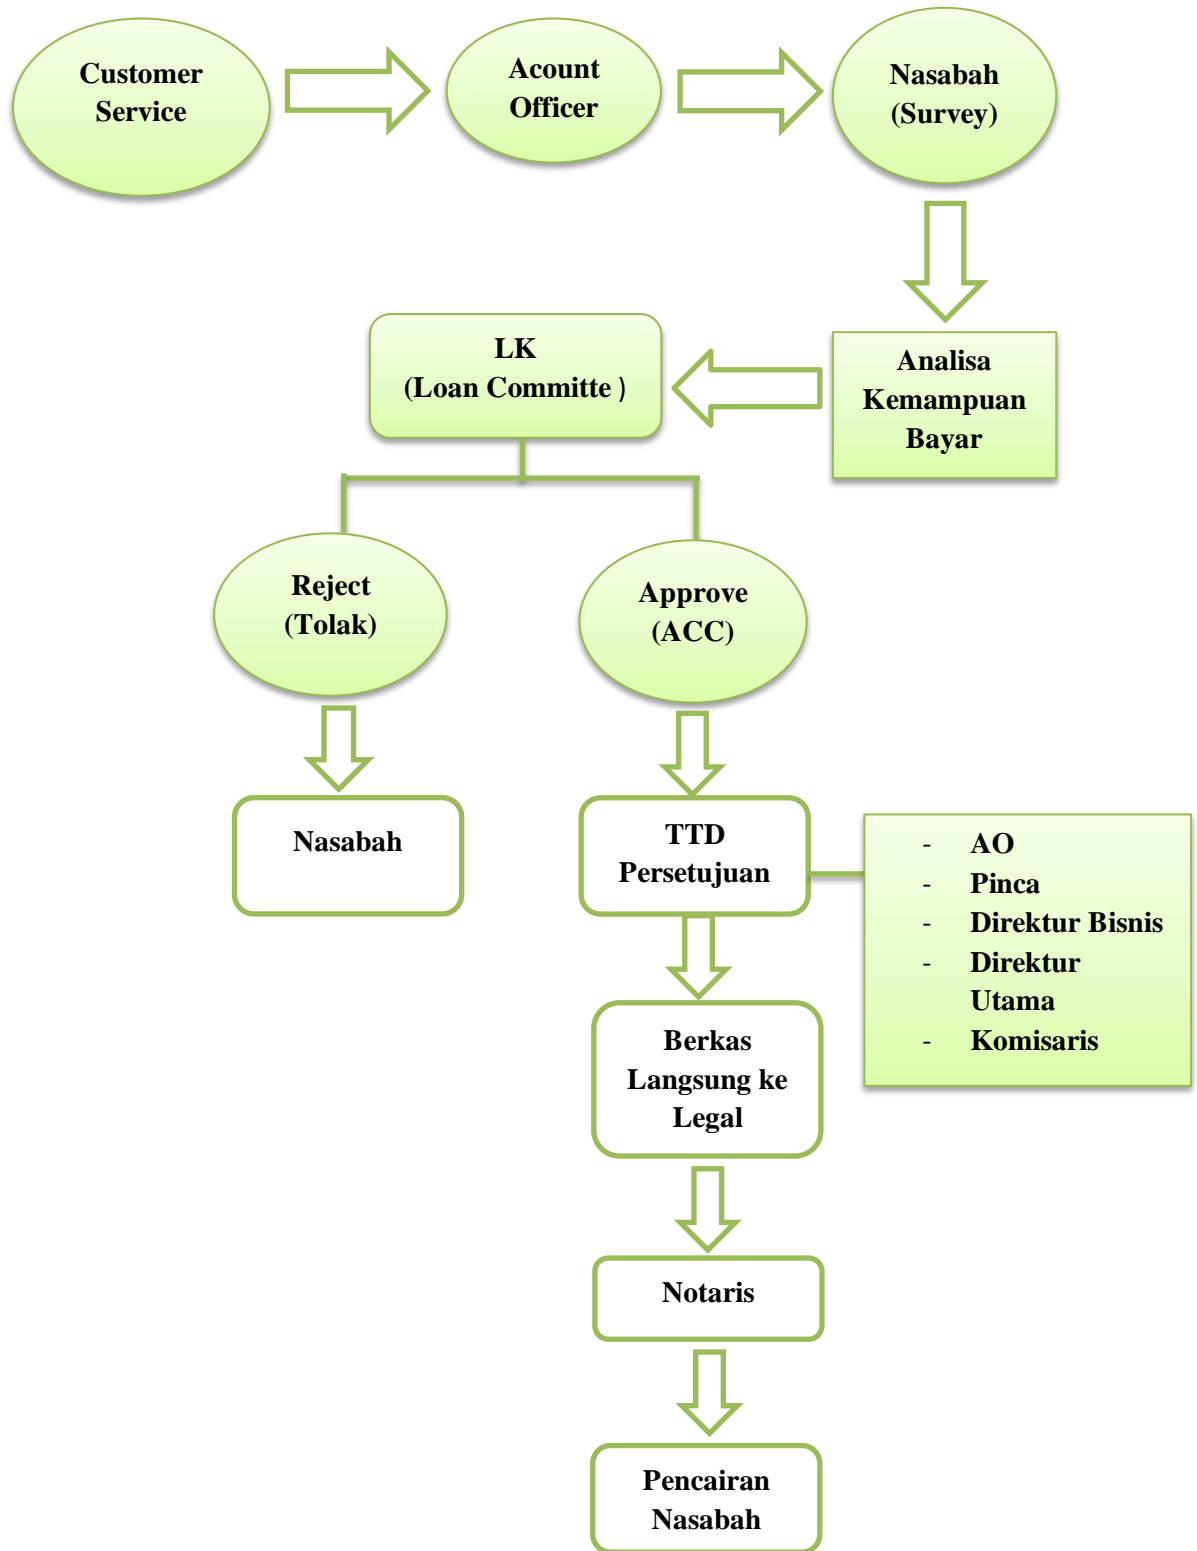 Customer
Service
Acount
Officer
Nasabah
(Survey)
LK
(Loan Committe )
Analisa
Kemampuan
Bayar
Reject
(Tolak)
Approve
(ACC)
Nasabah
TTD
Persetujuan
- AO
- Pinca
- Direktur Bisnis
- Direktur
Utama
- Komisaris
Berkas
Langsung ke
Legal
Notaris
Pencairan
Nasabah